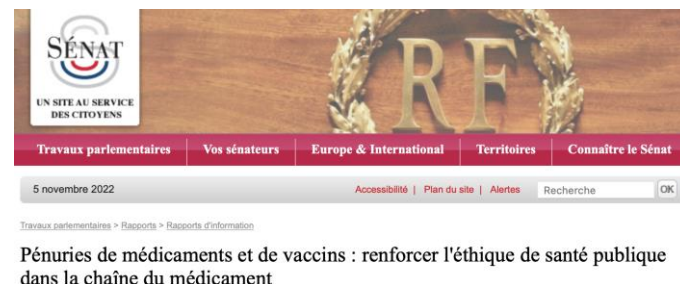 SÉNAT
UN SITE AU SERVICE
DES CITOYENS
RF
Travaux parlementaires Vos sénateurs Europe & International Territoires Connaître le Sénat
5 novembre 2022 Accessibilité | Plan du site | Alertes Recherche OK
Travaux parlementaires > Rapports > Rapports d'information
Pénuries de médicaments et de vaccins : renforcer l'éthique de santé publique
dans la chaîne du médicament